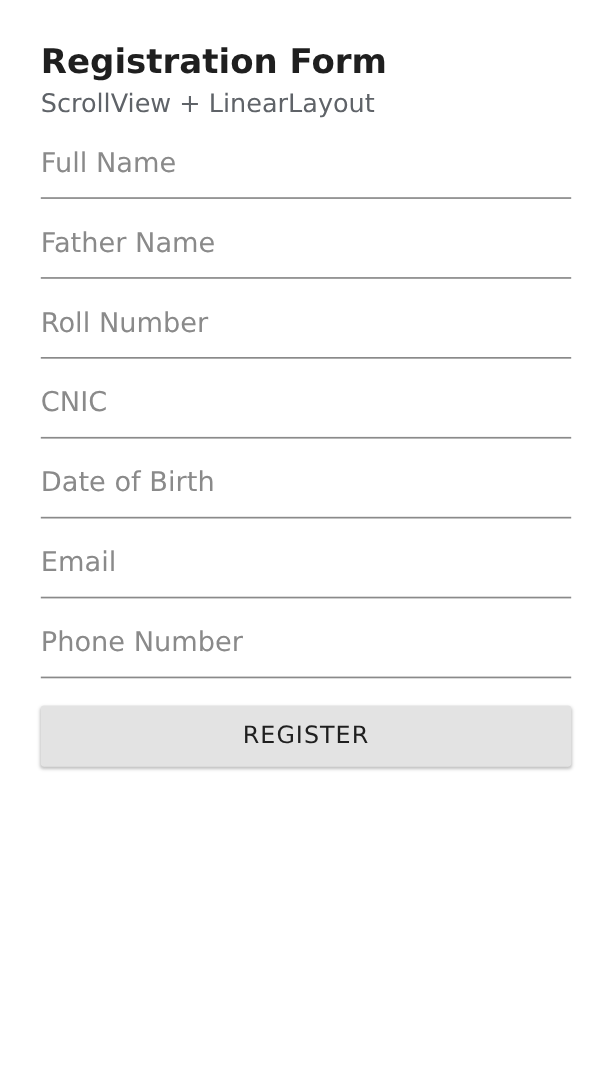 Registration Form
ScrollView + LinearLayout
Full Name
Father Name
Roll Number
CNIC
Date of Birth
Email
Phone Number
REGISTER